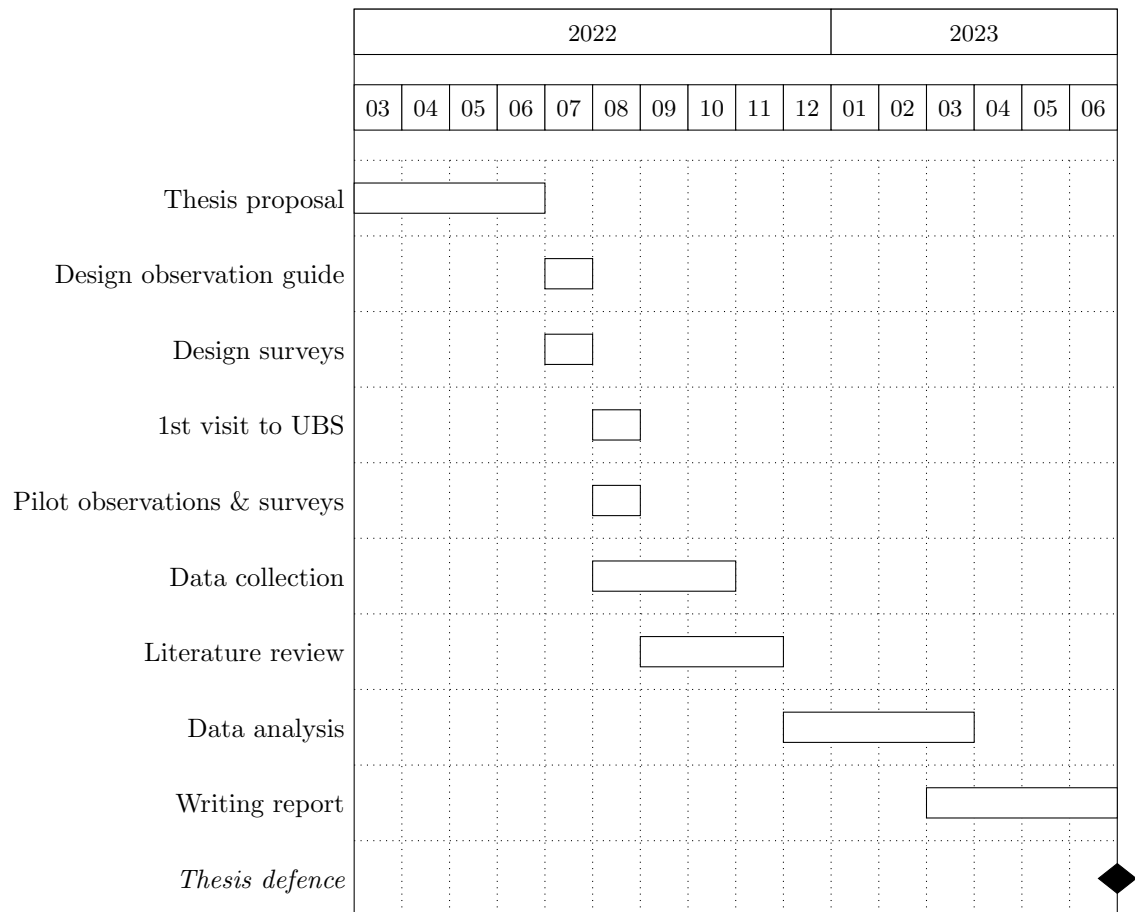 2022 2023
03 04 05 06 07 08 09 10 11 12 01 02 03 04 05 06
Thesis proposal
Design observation guide
Design surveys
1st visit to UBS
Pilot observations & surveys
Data collection
Literature review
Data analysis
Writing report
Thesis defence